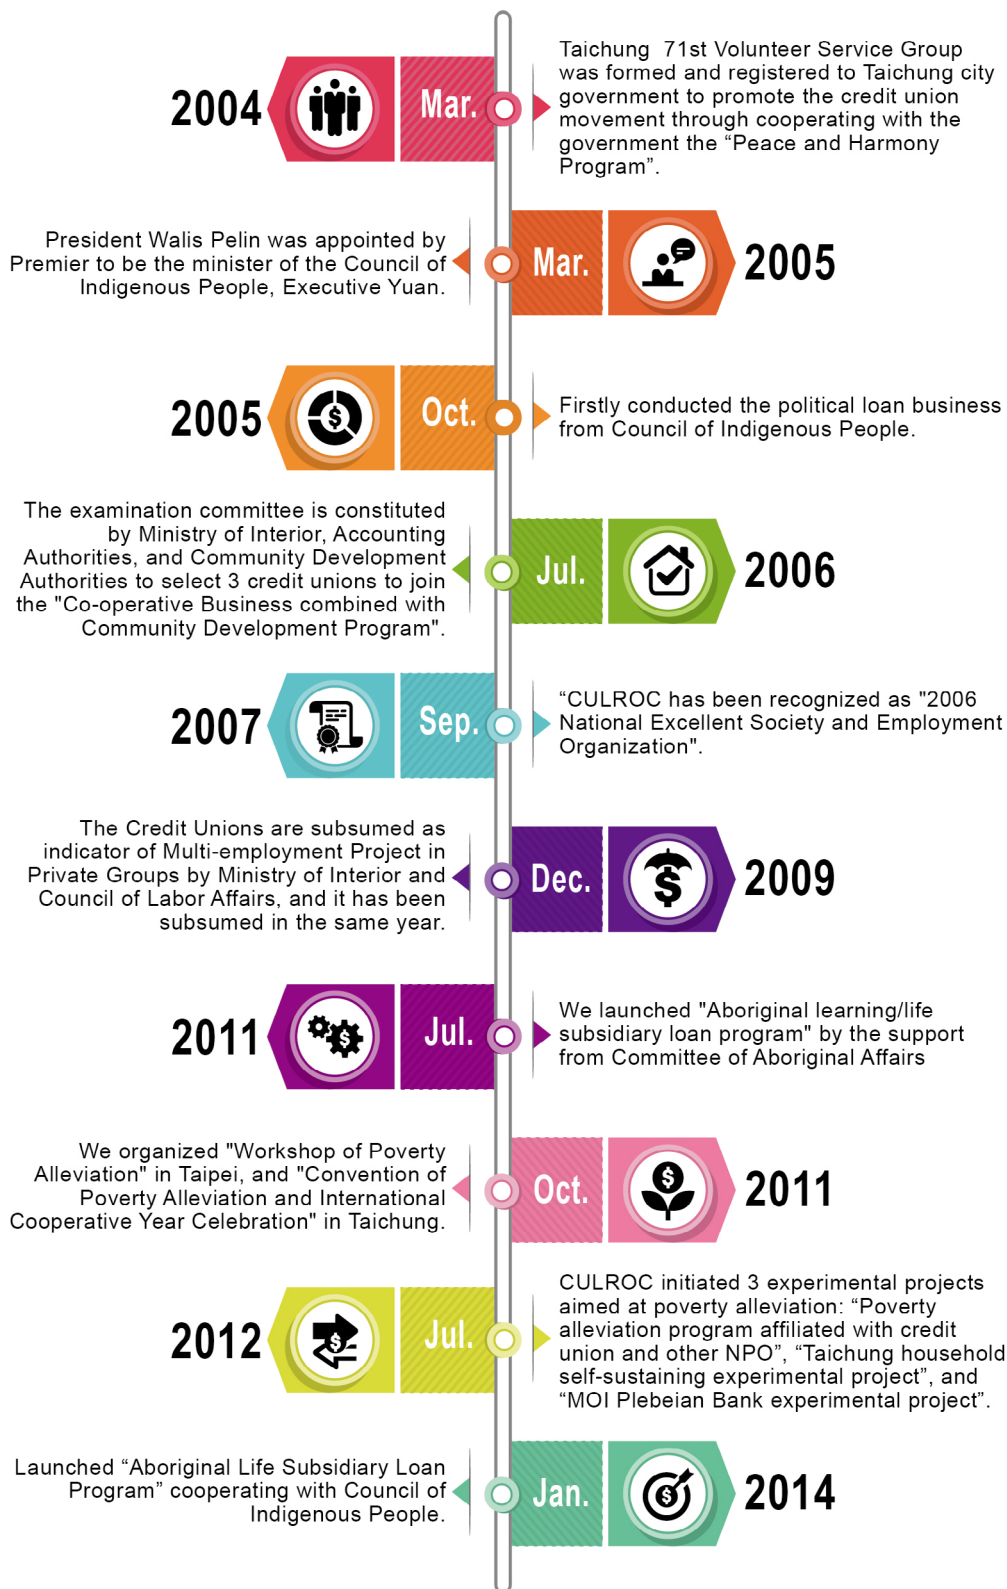 2004
Mar.
Taichung 71st Volunteer Service Group
was formed and registered to Taichung city
government to promote the credit union
movement through cooperating with the
government the “Peace and Harmony
Program”.
President Walis Pelin was appointed by
Premier to be the minister of the Council of
Indigenous People, Executive Yuan.
Mar.
2005
2005
Oct.
Firstly conducted the political loan business
from Council of Indigenous People.
The examination committee is constituted
by Ministry of Interior, Accounting
Authorities, and Community Development
Authorities to select 3 credit unions to join
the "Co-operative Business combined with
Community Development Program".
Jul.
2006
2007
Sep.
“CULROC has been recognized as "2006
National Excellent Society and Employment
Organization".
The Credit Unions are subsumed as
indicator of Multi-employment Project in
Private Groups by Ministry of Interior and
Council of Labor Affairs, and it has been
subsumed in the same year.
Dec.
2009
2011
Jul.
We launched "Aboriginal learning/life
subsidiary loan program" by the support
from Committee of Aboriginal Affairs
We organized "Workshop of Poverty
Alleviation" in Taipei, and "Convention of
Poverty Alleviation and International
Cooperative Year Celebration" in Taichung.
Oct.
2011
2012
Jul.
CULROC initiated 3 experimental projects
aimed at poverty alleviation: “Poverty
alleviation program affiliated with credit
union and other NPO”, “Taichung household
self-sustaining experimental project”, and
“MOI Plebeian Bank experimental project”.
Launched “Aboriginal Life Subsidiary Loan
Program” cooperating with Council of
Indigenous People.
Jan.
2014